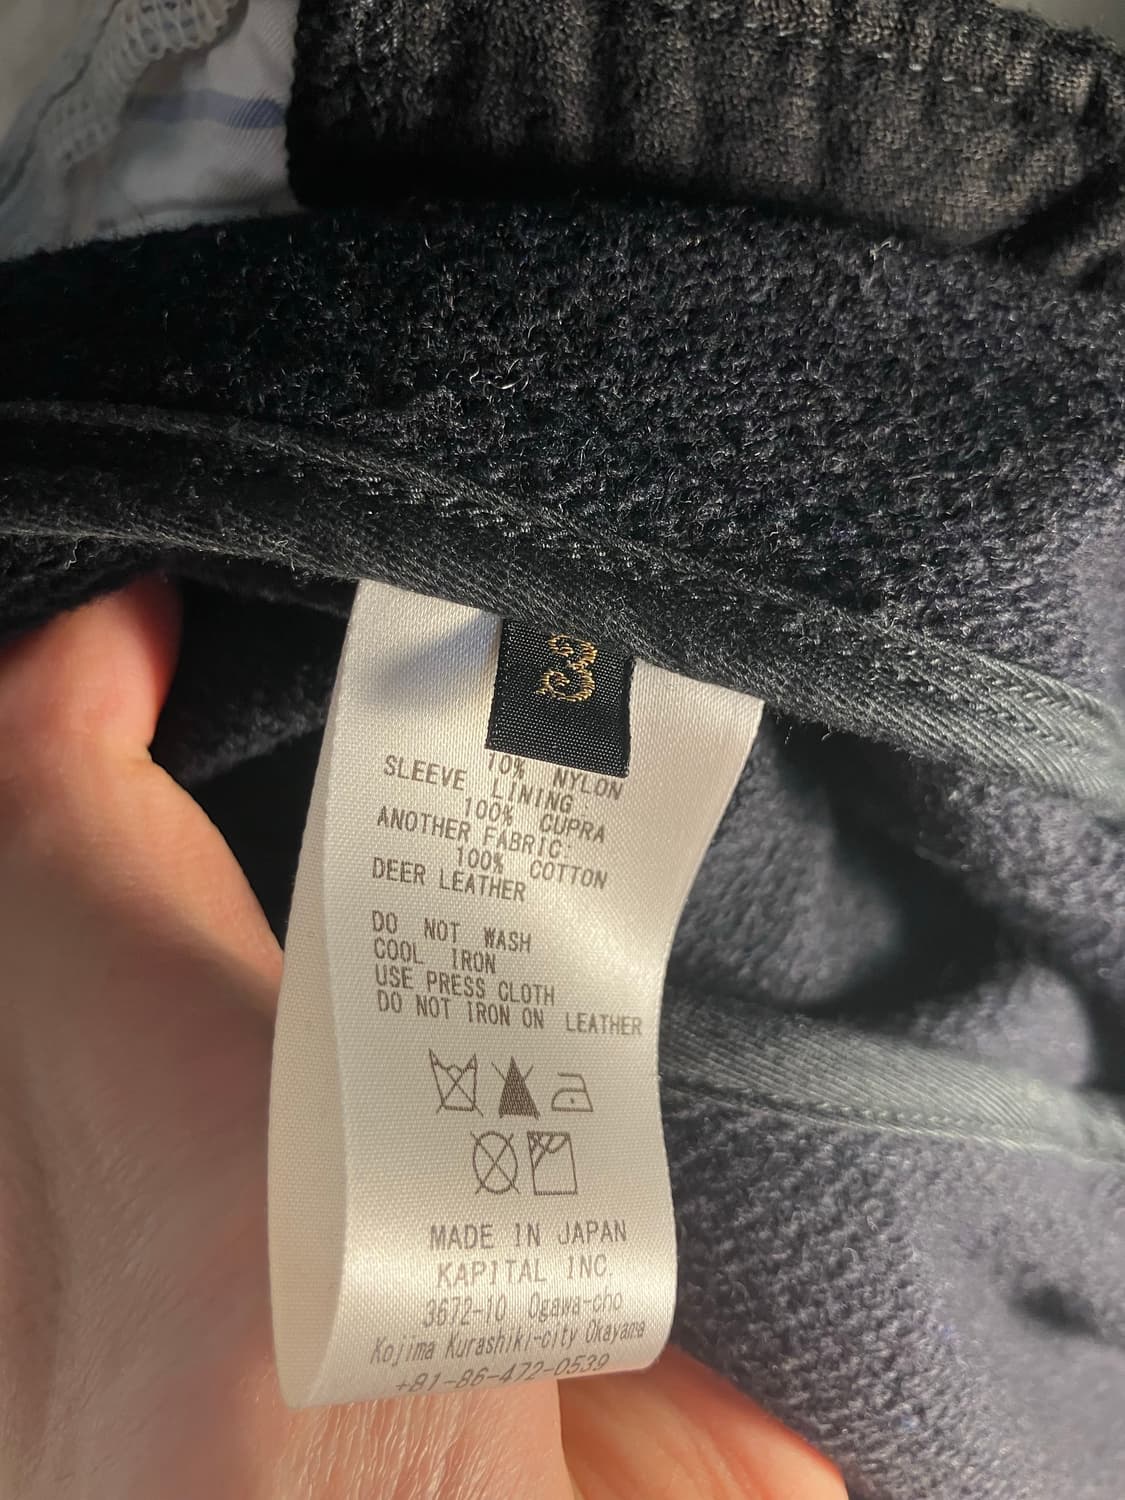 3
10% NYLON
SLEEVE LINING:
100% CUPRA
ANOTHER FABRIC:
100% COTTON
DEER LEATHER
DO NOT WASH
COOL IRON
USE PRESS CLOTH
DO NOT IRON ON LEATHER
MADE IN JAPAN
KAPITAL INC.
3672-10 Ogawa-cho
Kojima Kurashiki-city Okayama
+81-86-472-0539